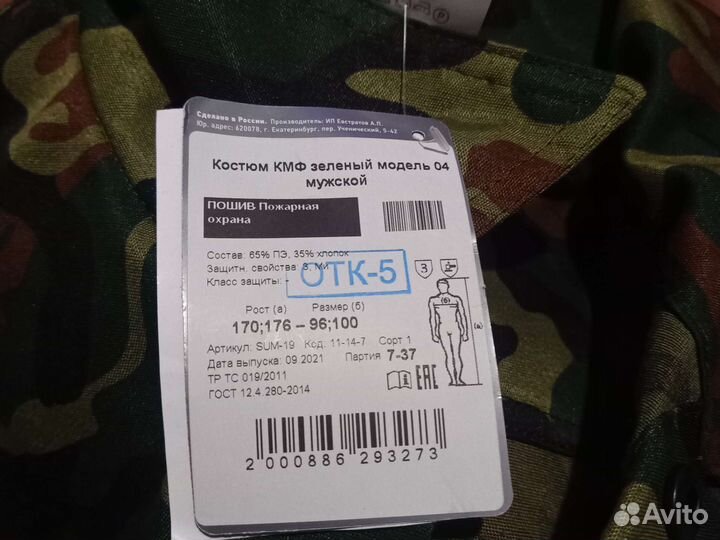 Сделано в России. Производитель: ИП Евстратов А.П.
Юр. адрес: 620078, г. Екатеринбург, пер. Ученический, 5-42
Костюм КМФ зеленый модель 04
мужской
ПОШИВ Пожарная
охрана
Состав: 65% ПЭ, 35% хлопок
Защитн. свойства: З, Ми
Класс защиты: -
ОТК-5
З
(б)
(а)
Рост (а) Размер (б)
170;176 – 96;100
Артикул: SUM-19 Код: 11-14-7 Сорт 1
Дата выпуска: 09.2021 Партия 7-37
ТР ТС 019/2011
ГОСТ 12.4.280-2014
EAC
2 000886 293273
Avito